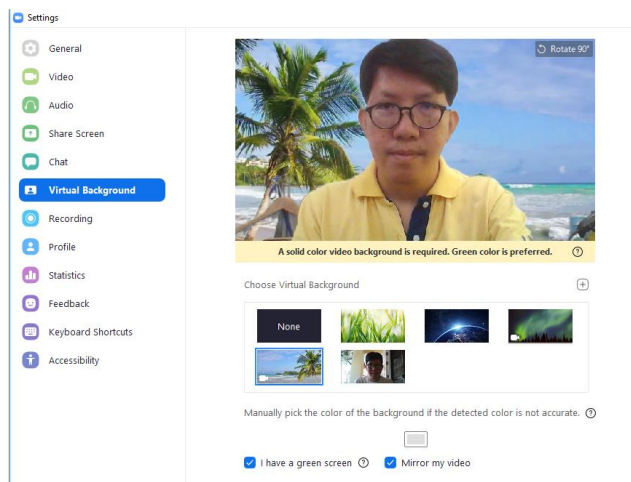 Settings
General
Video
Audio
Share Screen
Chat
Virtual Background
Recording
Profile
Statistics
Feedback
Keyboard Shortcuts
Accessibility
Rotate 90°
A solid color video background is required. Green color is preferred. ?
Choose Virtual Background
None
Manually pick the color of the background if the detected color is not accurate. ?
I have a green screen ? Mirror my video